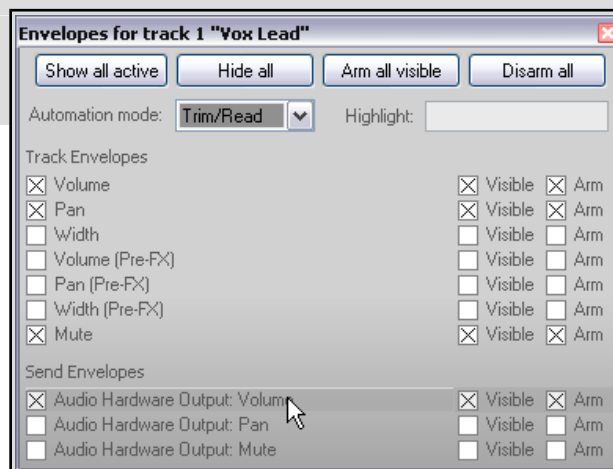 Envelopes for track 1 "Vox Lead"
Show all active Hide all Arm all visible Disarm all
Automation mode: Trim/Read Highlight:
Track Envelopes
Volume Visible Arm
Pan Visible Arm
Width Visible Arm
Volume (Pre-FX) Visible Arm
Pan (Pre-FX) Visible Arm
Width (Pre-FX) Visible Arm
Mute Visible Arm
Send Envelopes
Audio Hardware Output: Volume Visible Arm
Audio Hardware Output: Pan Visible Arm
Audio Hardware Output: Mute Visible Arm